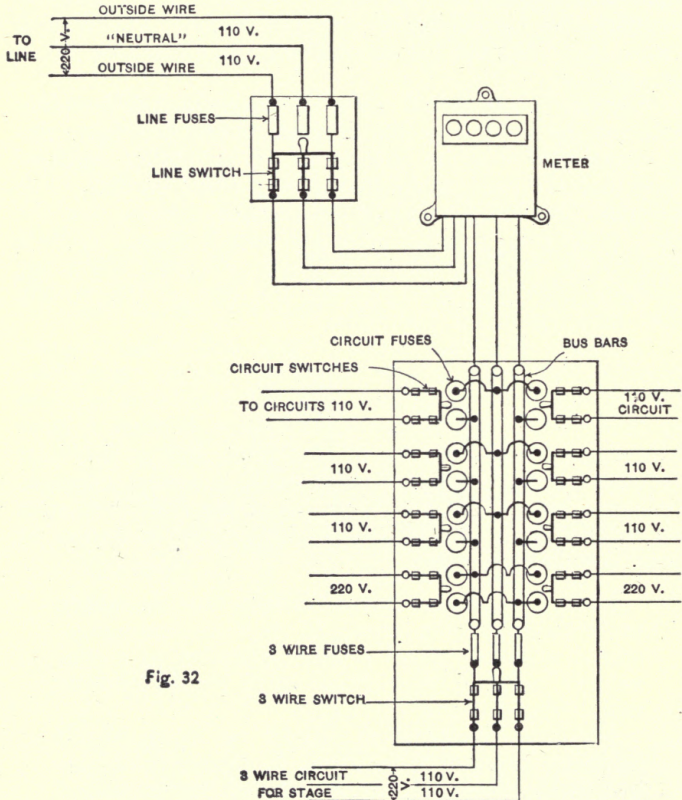 OUTSIDE WIRE
TO LINE
220 V.
"NEUTRAL"
110 V.
110 V.
OUTSIDE WIRE
LINE FUSES
LINE SWITCH
METER
CIRCUIT FUSES
BUS BARS
CIRCUIT SWITCHES
TO CIRCUITS 110 V.
110 V.
CIRCUIT
110 V.
110 V.
110 V.
110 V.
220 V.
220 V.
3 WIRE FUSES
Fig. 32
3 WIRE SWITCH
3 WIRE CIRCUIT
FOR STAGE
220 V.
110 V.
110 V.